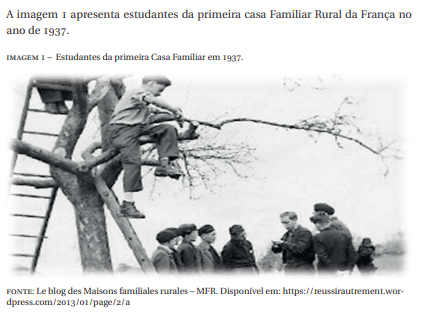 A imagem 1 apresenta estudantes da primeira casa Familiar Rural da França no
ano de 1937.
IMAGEM 1 – Estudantes da primeira Casa Familiar em 1937.
FONTE: Le blog des Maisons familiales rurales – MFR. Disponível em: https://reussirautrement.wor-
dpress.com/2013/01/page/2/a